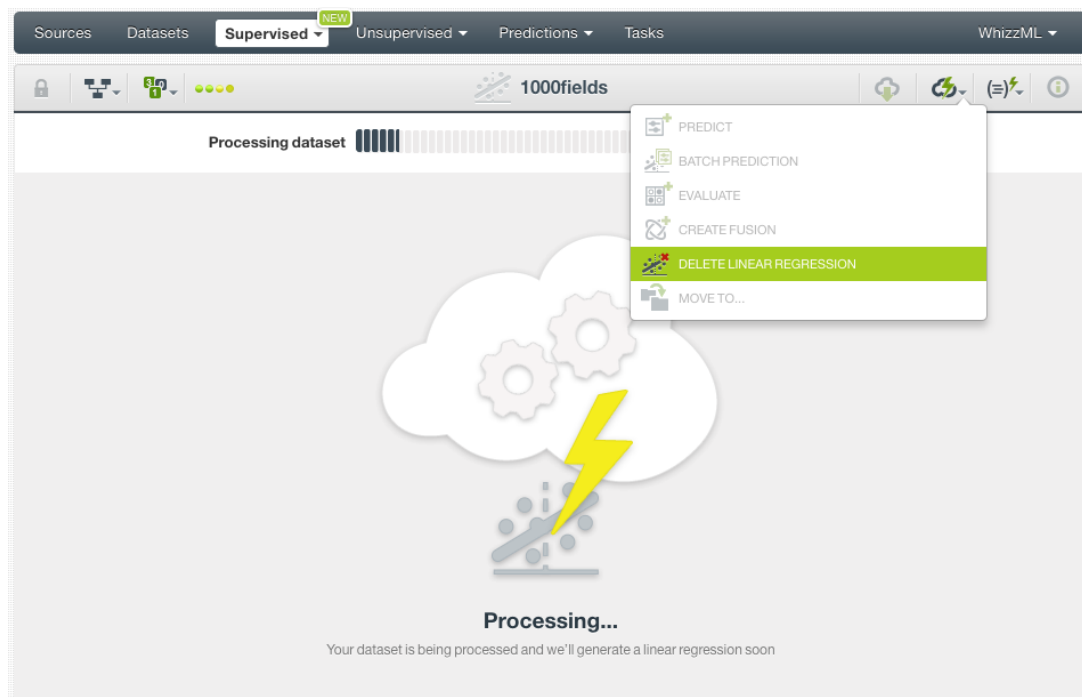 NEW
Sources Datasets Supervised Unsupervised Predictions Tasks WhizzML
1000fields
Processing dataset
PREDICT
BATCH PREDICTION
EVALUATE
CREATE FUSION
DELETE LINEAR REGRESSION
MOVE TO...
Processing...
Your dataset is being processed and we'll generate a linear regression soon